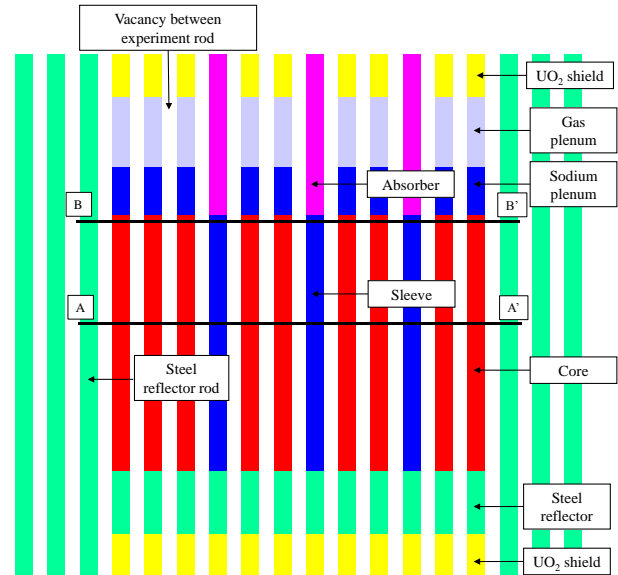 Vacancy between
experiment rod
UO₂ shield
Gas
plenum
Absorber
Sodium
plenum
B
B’
Sleeve
A
A’
Steel
reflector rod
Core
Steel
reflector
UO₂ shield